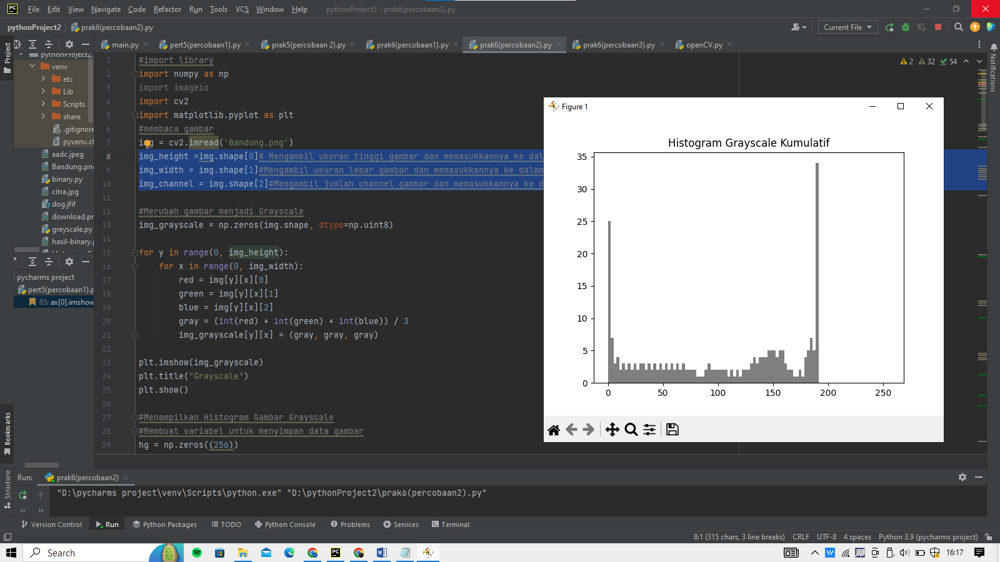 PC File Edit View Navigate Code Refactor Run Tools VCS Window Help pythonProject2 - prak6(percobaan2).py
pythonProject2 prak6(percobaan2).py Current File
main.py pert5(percobaan1).py prak5(percobaan 2).py prak6(percobaan1).py prak6(percobaan2).py prak6(percobaan3).py openCV.py
Project
Notifications
pythonProject2
venv
etc
Lib
Scripts
share
.gitignore
pyvenv.cf
aadc.jpeg
Bandung.png
binary.py
citra.jpg
dog.jfif
download.pr
greyscale.py
hasil-binary.
pycharms project
pert5(percobaan1).p
85: ax[0].imshow
Bookmarks
Structure
2 32 54
1 #import library
2 import numpy as np
3 import imageio
4 import cv2
5 import matplotlib.pyplot as plt
6 #membaca gambar
7 img = cv2.imread('Bandung.png')
8 img_height =img.shape[0]# Mengambil ukuran tinggi gambar dan memasukkannya ke dal
9 img_width = img.shape[1]#Mengambil ukuran lebar gambar dan memasukkannya ke dalam
10 img_channel = img.shape[2]#Mengambil jumlah channel gambar dan memasukkannya ke d
11
12 #Merubah gambar menjadi Grayscale
13 img_grayscale = np.zeros(img.shape, dtype=np.uint8)
14
15 for y in range(0, img_height):
16 for x in range(0, img_width):
17 red = img[y][x][0]
18 green = img[y][x][1]
19 blue = img[y][x][2]
20 gray = (int(red) + int(green) + int(blue)) / 3
21 img_grayscale[y][x] = (gray, gray, gray)
22
23 plt.imshow(img_grayscale)
24 plt.title("Grayscale")
25 plt.show()
26
27 #Menampilkan Histogram Gambar Grayscale
28 #Membuat variabel untuk menyimpan data gambar
29 hg = np.zeros((256))
Figure 1
Histogram Grayscale Kumulatif
35
30
25
20
15
10
5
0
0 50 100 150 200 250
Run: prak6(percobaan2)
"D:\pycharms project\venv\Scripts\python.exe" "D:\pythonProject2\prak6(percobaan2).py"
Version Control Run Python Packages TODO Python Console Problems Services Terminal
8:1 (315 chars, 3 line breaks) CRLF UTF-8 4 spaces Python 3.9 (pycharms project)
Search PC W W 16:17